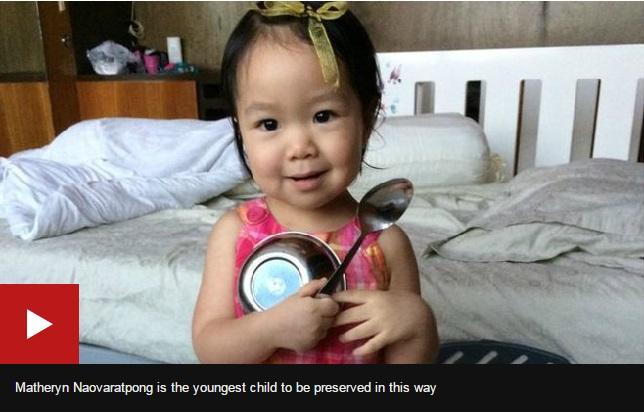 Matheryn Naovaratpong is the youngest child to be preserved in this way